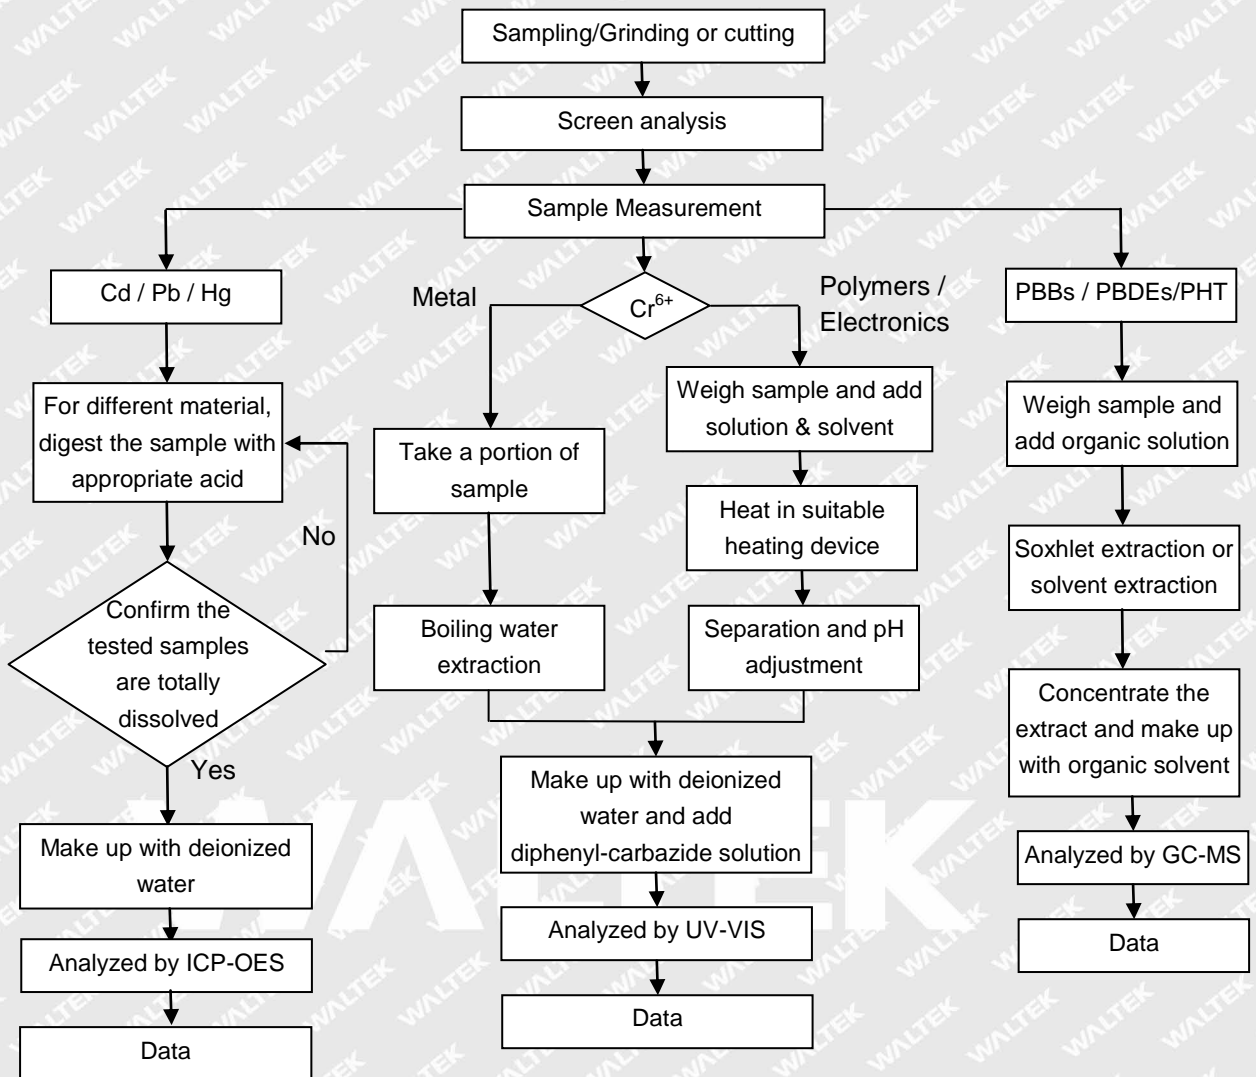 Sampling/Grinding or cutting
Screen analysis
Sample Measurement
Cd / Pb / Hg
For different material,
digest the sample with
appropriate acid
No
Confirm the
tested samples
are totally
dissolved
Yes
Make up with deionized
water
Analyzed by ICP-OES
Data
Cr6+
Metal
Take a portion of
sample
Boiling water
extraction
Polymers /
Electronics
Weigh sample and add
solution & solvent
Heat in suitable
heating device
Separation and pH
adjustment
Make up with deionized
water and add
diphenyl-carbazide solution
Analyzed by UV-VIS
Data
PBBs / PBDEs/PHT
Weigh sample and
add organic solution
Soxhlet extraction or
solvent extraction
Concentrate the
extract and make up
with organic solvent
Analyzed by GC-MS
Data
WALTEK